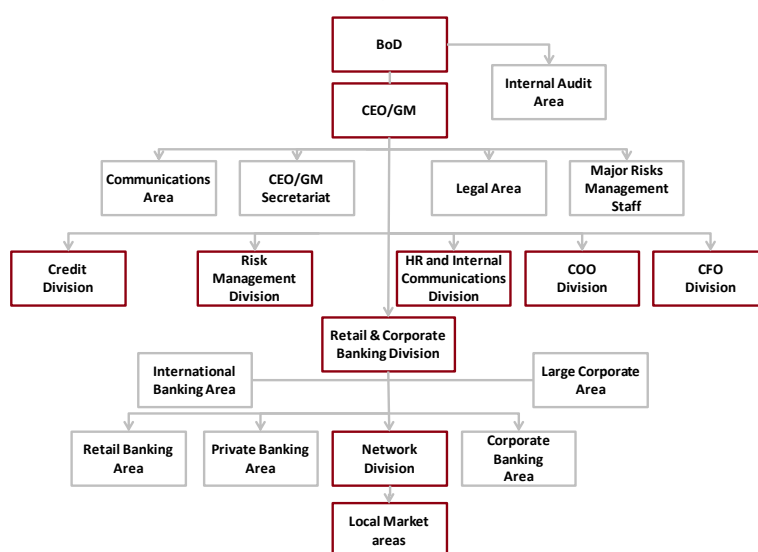 BoD
Internal Audit
Area
CEO/GM
Communications
Area
CEO/GM
Secretariat
Legal Area
Major Risks
Management
Staff
Credit
Division
Risk
Management
Division
HR and Internal
Communications
Division
COO
Division
CFO
Division
Retail & Corporate
Banking Division
International
Banking Area
Large Corporate
Area
Retail Banking
Area
Private Banking
Area
Network
Division
Corporate
Banking
Area
Local Market
areas